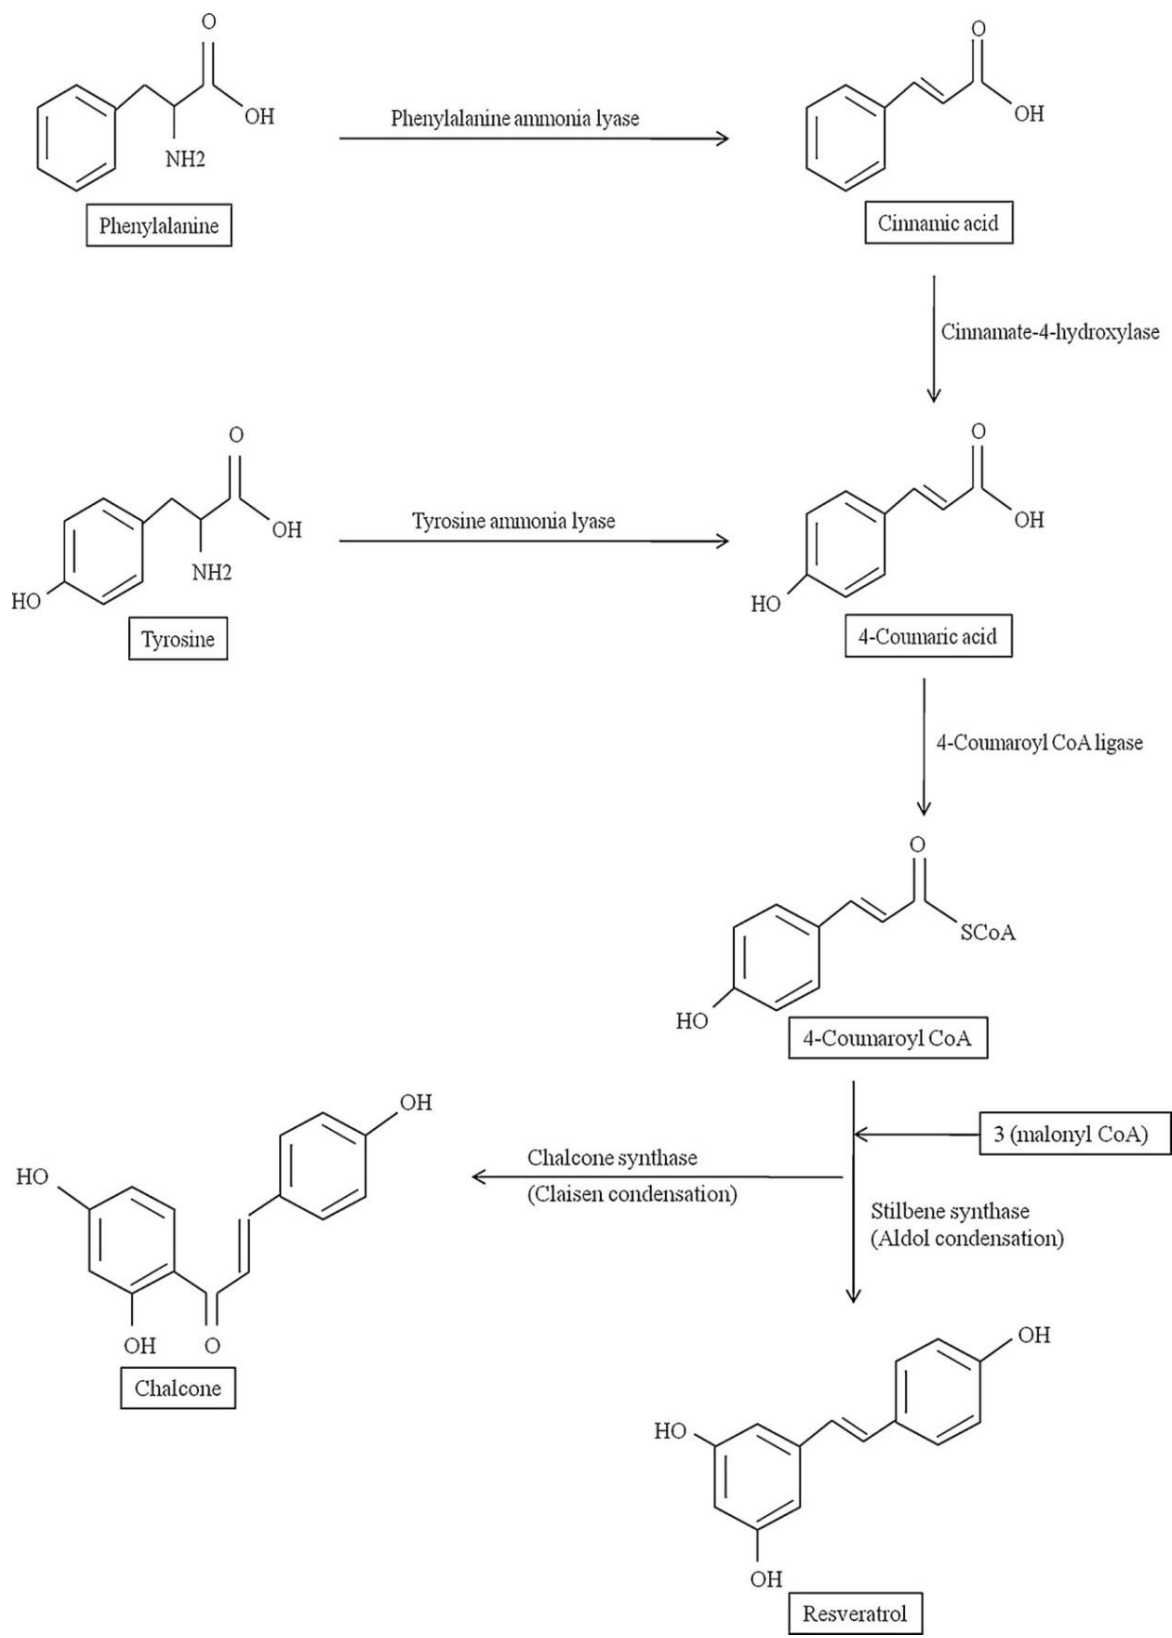 O
OH
NH2
Phenylalanine
Phenylalanine ammonia lyase
O
OH
Cinnamic acid
Cinnamate-4-hydroxylase
O
OH
NH2
HO
Tyrosine
Tyrosine ammonia lyase
O
OH
HO
4-Coumaric acid
4-Coumaroyl CoA ligase
O
SCoA
HO
4-Coumaroyl CoA
3 (malonyl CoA)
Chalcone synthase
(Claisen condensation)
Stilbene synthase
(Aldol condensation)
OH
HO
OH
O
Chalcone
OH
HO
OH
Resveratrol